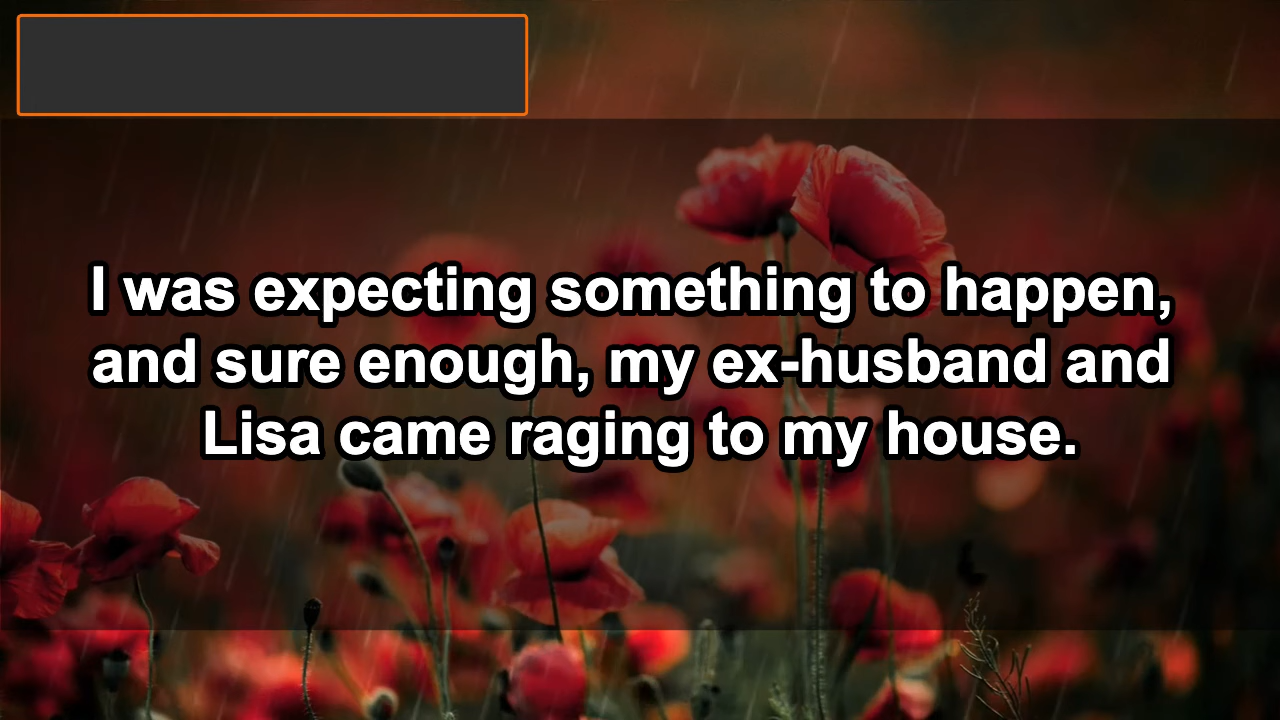 I was expecting something to happen,
and sure enough, my ex-husband and
Lisa came raging to my house.